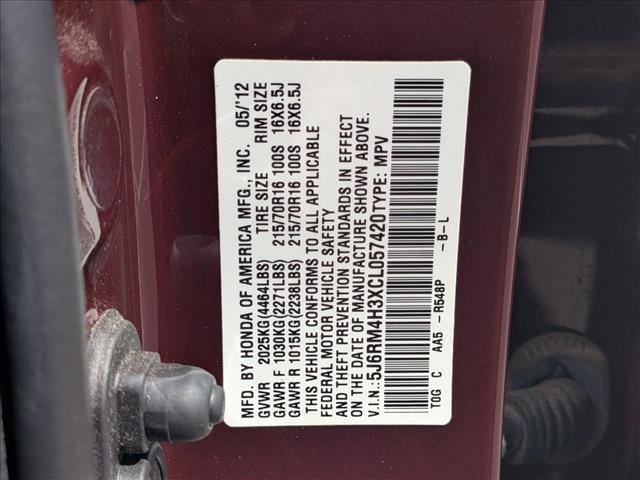 MFD. BY HONDA OF AMERICA MFG., INC. 05/'12
GVWR 2025KG(4464LBS) TIRE SIZE RIM SIZE
GAWR F 1030KG(2271LBS) 215/70R16 100S 16X6.5J
GAWR R 1015KG(2238LBS) 215/70R16 100S 16X6.5J
THIS VEHICLE CONFORMS TO ALL APPLICABLE
FEDERAL MOTOR VEHICLE SAFETY
AND THEFT PREVENTION STANDARDS IN EFFECT
ON THE DATE OF MANUFACTURE SHOWN ABOVE.
V.I.N.: 5J6RM4H3XCL057420 TYPE: MPV
TOG C AA5 - R548P - B - L